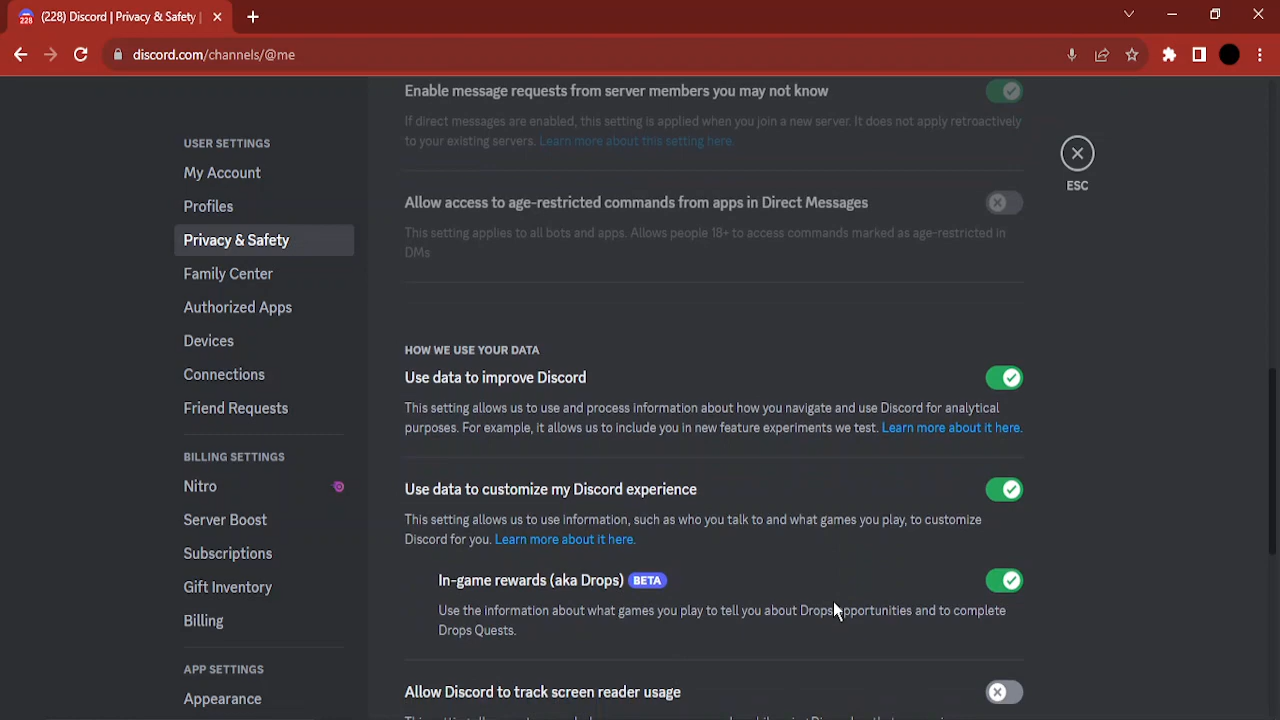 228
(228) Discord | Privacy & Safety |
discord.com/channels/@me
USER SETTINGS
My Account
Profiles
Privacy & Safety
Family Center
Authorized Apps
Devices
Connections
Friend Requests
BILLING SETTINGS
Nitro
Server Boost
Subscriptions
Gift Inventory
Billing
APP SETTINGS
Appearance
Enable message requests from server members you may not know
If direct messages are enabled, this setting is applied when you join a new server. It does not apply retroactively
to your existing servers. Learn more about this setting here.
Allow access to age-restricted commands from apps in Direct Messages
This setting applies to all bots and apps. Allows people 18+ to access commands marked as age-restricted in
DMs
HOW WE USE YOUR DATA
Use data to improve Discord
This setting allows us to use and process information about how you navigate and use Discord for analytical
purposes. For example, it allows us to include you in new feature experiments we test. Learn more about it here.
Use data to customize my Discord experience
This setting allows us to use information, such as who you talk to and what games you play, to customize
Discord for you. Learn more about it here.
In-game rewards (aka Drops) BETA
Use the information about what games you play to tell you about Drops opportunities and to complete
Drops Quests.
Allow Discord to track screen reader usage
ESC